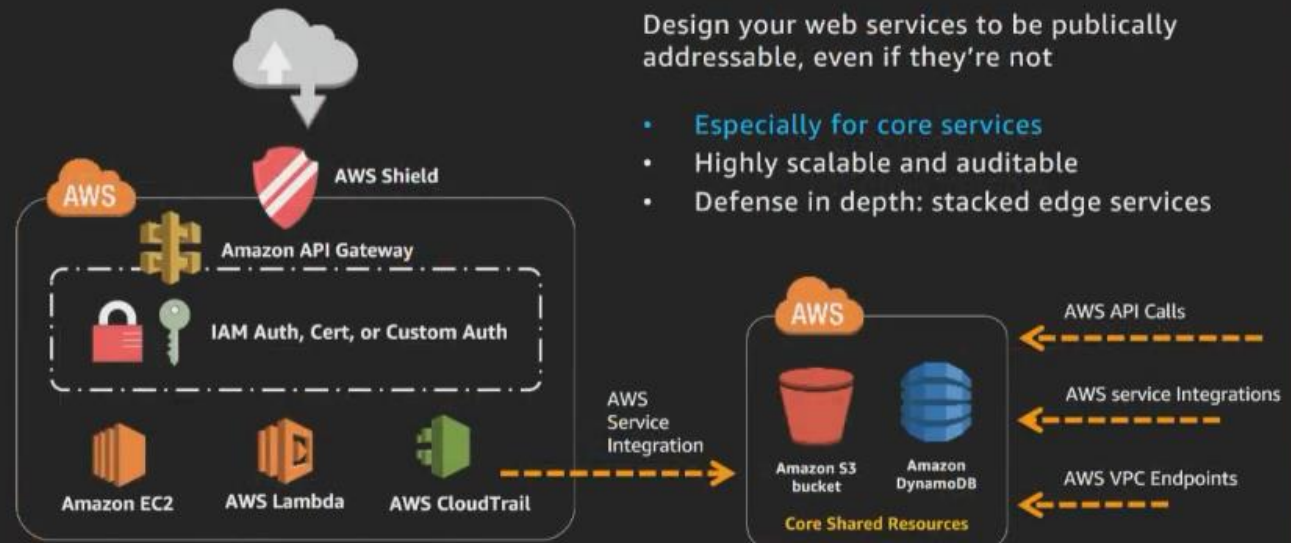 Design your web services to be publically
addressable, even if they're not
• Especially for core services
• Highly scalable and auditable
• Defense in depth: stacked edge services
AWS Shield
AWS
Amazon API Gateway
IAM Auth, Cert, or Custom Auth
Amazon EC2
AWS Lambda
AWS CloudTrail
AWS
Service
Integration
AWS
Amazon S3
bucket
Amazon
DynamoDB
Core Shared Resources
AWS API Calls
AWS service Integrations
AWS VPC Endpoints